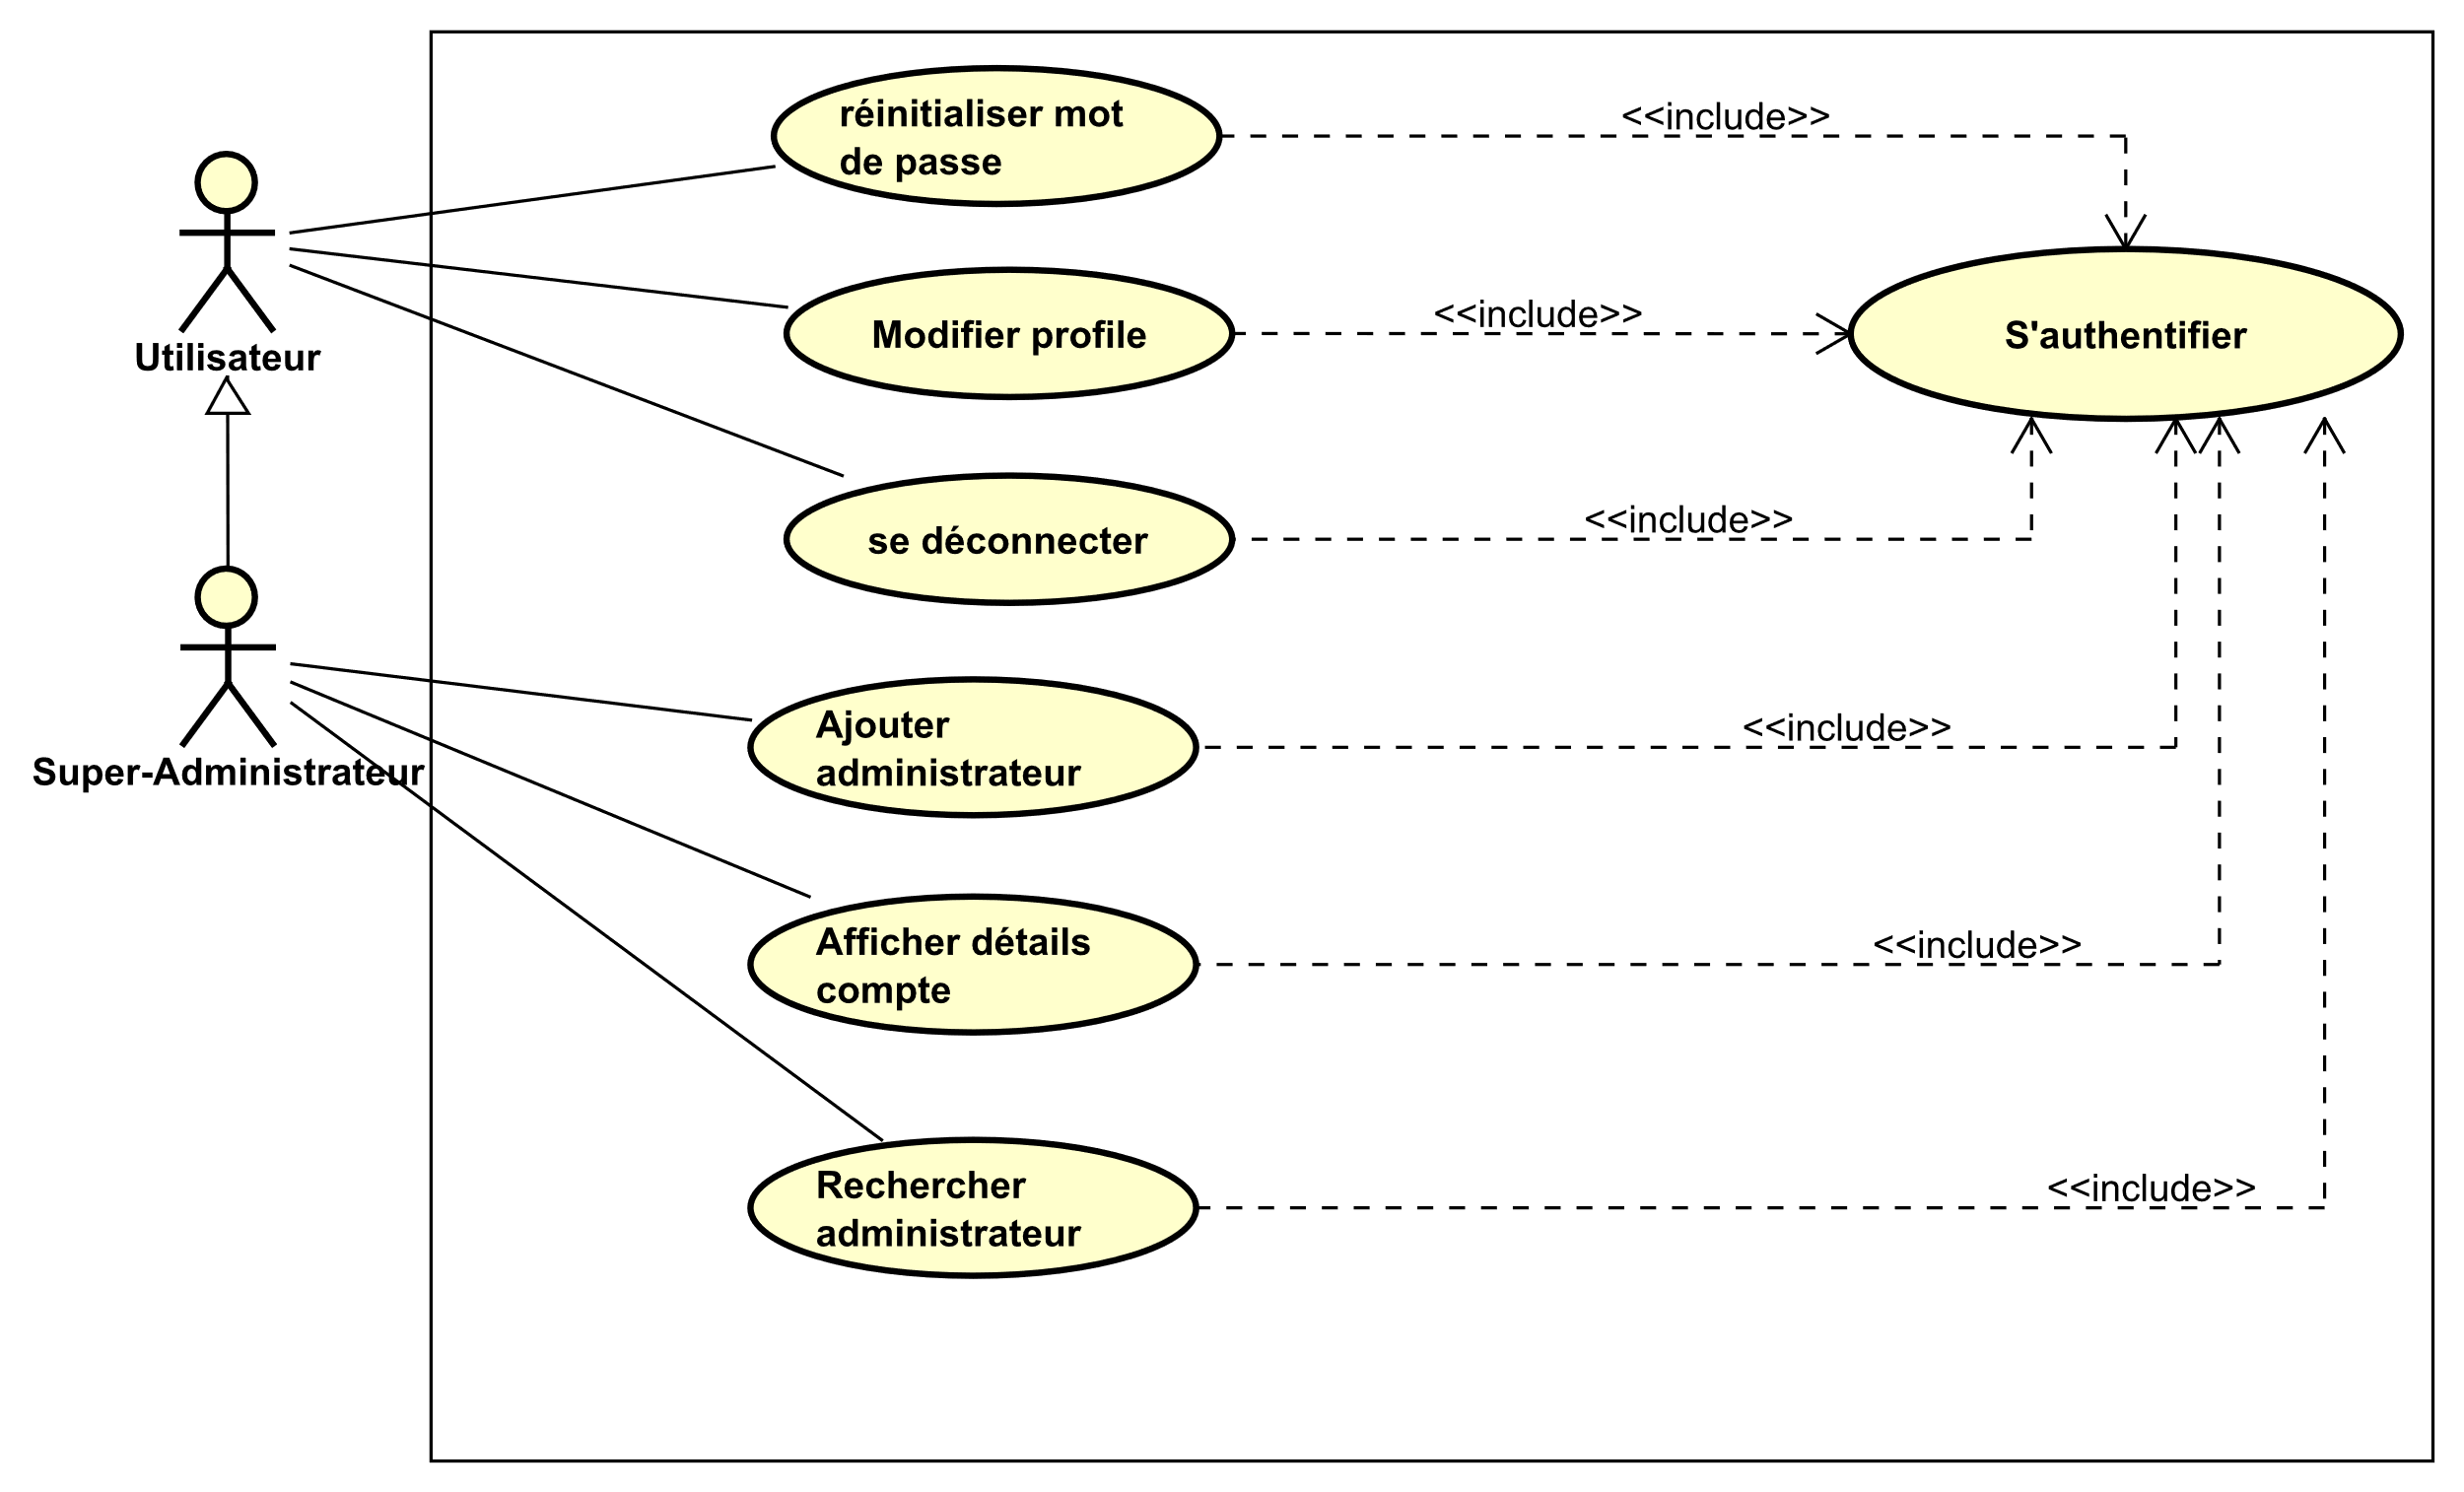 réinitialiser mot
de passe
<<include>>
Utilisateur
Modifier profile
<<include>>
S'authentifier
se déconnecter
<<include>>
Super-Administrateur
Ajouter
administrateur
<<include>>
Afficher détails
compte
<<include>>
Rechercher
administrateur
<<include>>